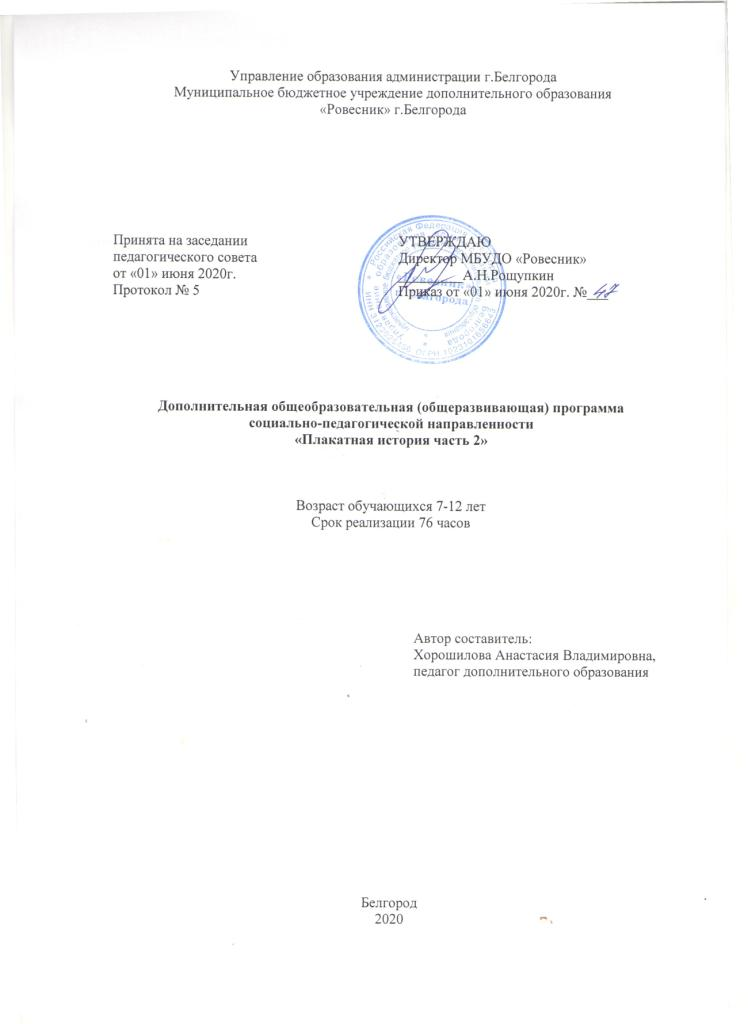 Управление образования администрации г.Белгорода
Муниципальное бюджетное учреждение дополнительного образования
«Ровесник» г.Белгорода
Принята на заседании
педагогического совета
от «01» июня 2020г.
Протокол № 5
УТВЕРЖДАЮ
Директор МБУДО «Ровесник»
А.Н.Рощупкин
Приказ от «01» июня 2020г. № 47
Российская Федерация
Дополнительная общеобразовательная (общеразвивающая) программа
социально-педагогической направленности
«Плакатная история часть 2»
Возраст обучающихся 7-12 лет
Срок реализации 76 часов
Автор составитель:
Хорошилова Анастасия Владимировна,
педагог дополнительного образования
Белгород
2020